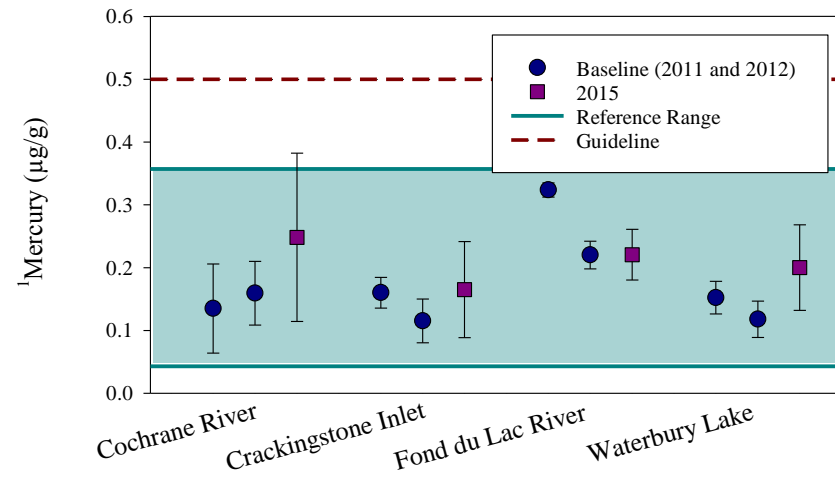 0.6
0.5
0.4
0.3
0.2
0.1
0.0
¹Mercury (µg/g)
Baseline (2011 and 2012)
2015
Reference Range
Guideline
Cochrane River
Crackingstone Inlet
Fond du Lac River
Waterbury Lake